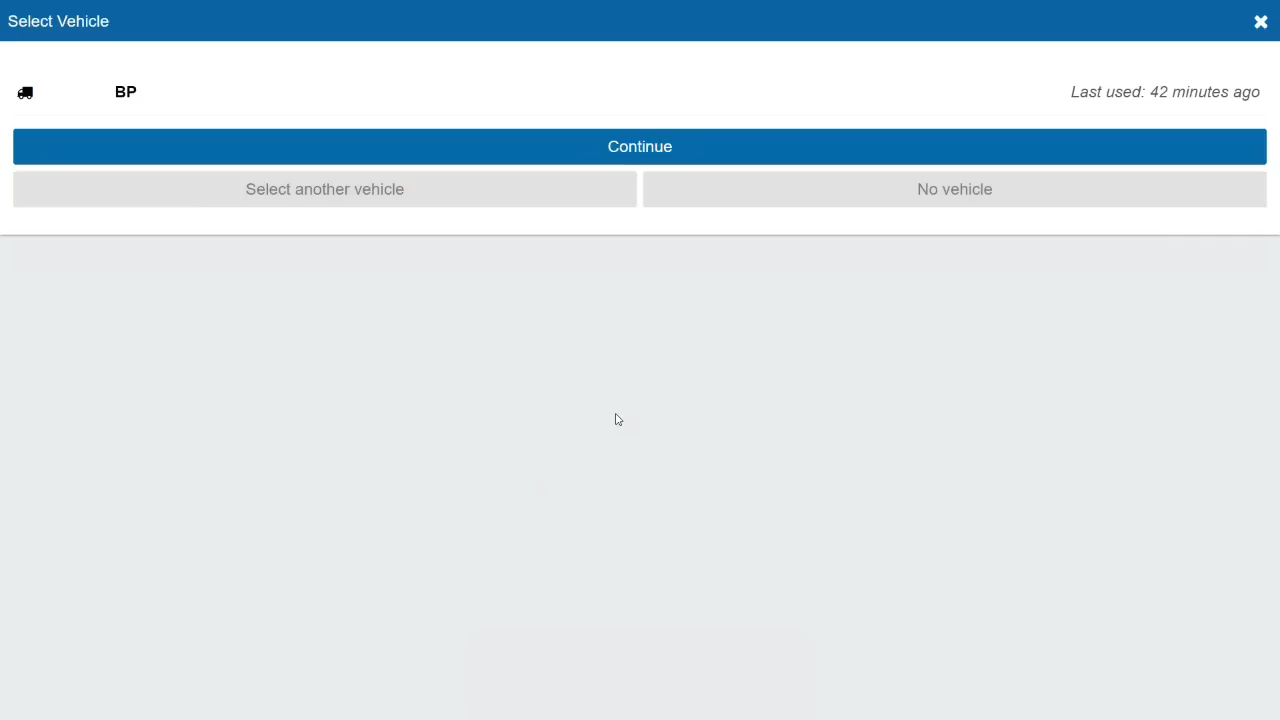 Select Vehicle
BP
Last used: 42 minutes ago
Continue
Select another vehicle
No vehicle